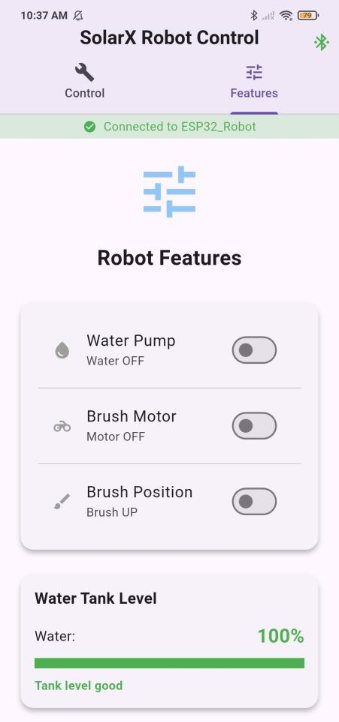 10:37 AM
79
SolarX Robot Control
Control
Features
Connected to ESP32_Robot
Robot Features
Water Pump
Water OFF
Brush Motor
Motor OFF
Brush Position
Brush UP
Water Tank Level
Water: 100%
Tank level good